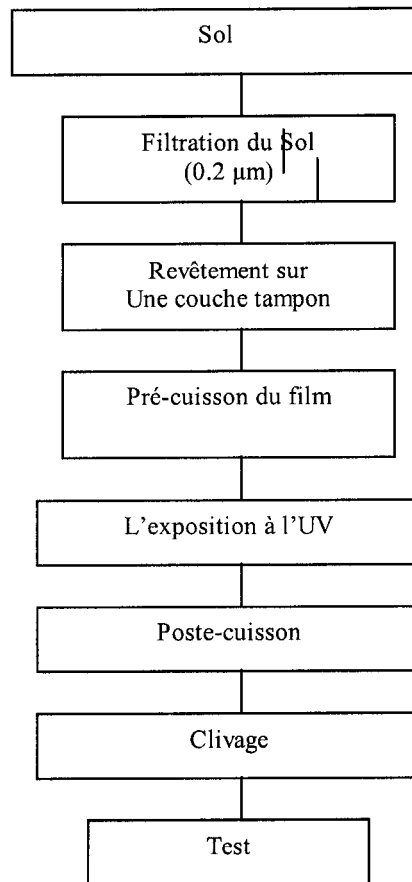 Sol
Filtration du Sol
(0.2 µm)
Revêtement sur
Une couche tampon
Pré-cuisson du film
L'exposition à l'UV
Poste-cuisson
Clivage
Test